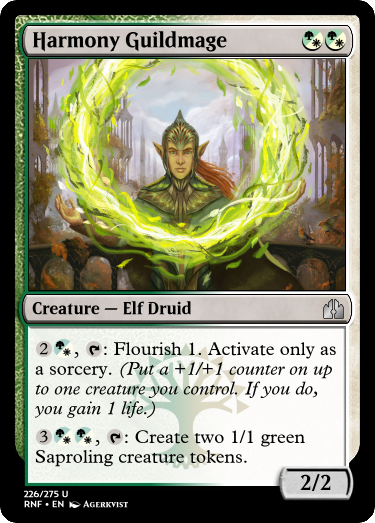 Harmony Guildmage
Creature — Elf Druid
2, : Flourish 1. Activate only as
a sorcery. (Put a +1/+1 counter on up
to one creature you control. If you do,
you gain 1 life.)
3, : Create two 1/1 green
Saproling creature tokens.
2/2
226/275 U
RNF • EN Agerkvist